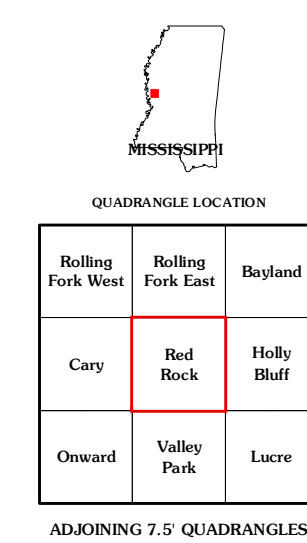 MISSISSIPPI
QUADRANGLE LOCATION
Rolling
Fork West
Rolling
Fork East
Bayland
Cary
Red
Rock
Holly
Bluff
Onward
Valley
Park
Lucre
ADJOINING 7.5' QUADRANGLES